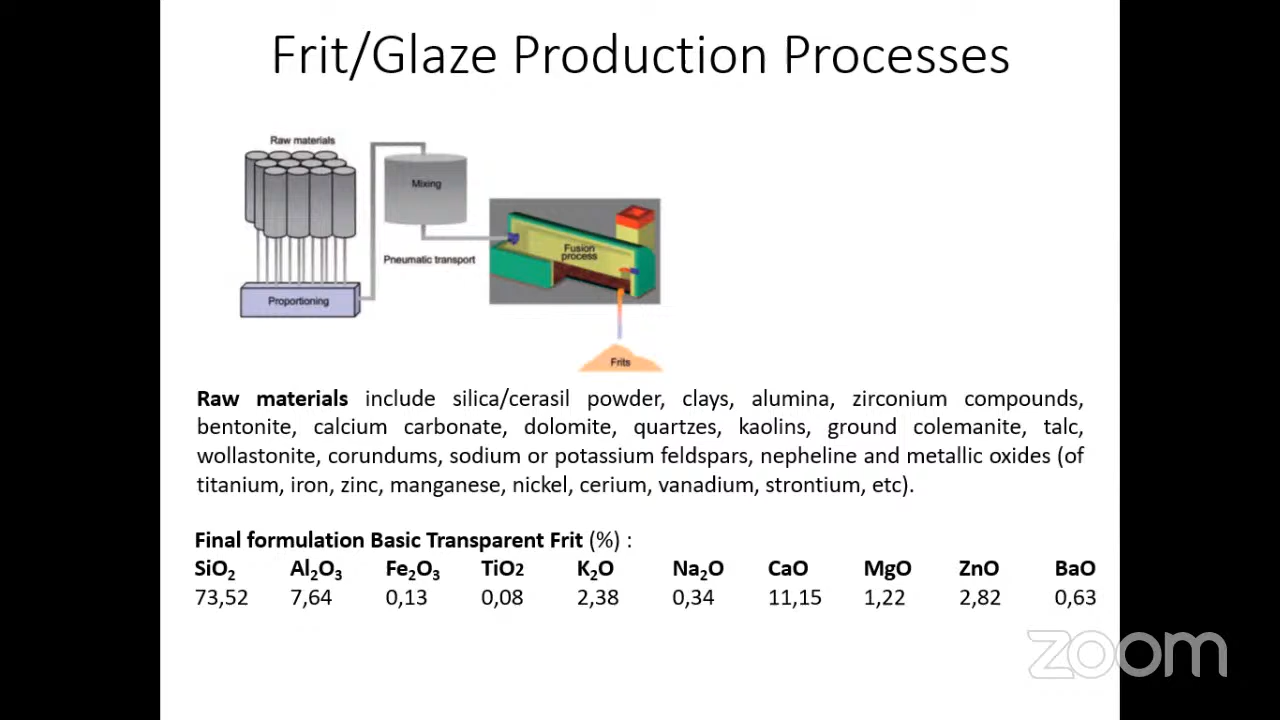 Frit/Glaze Production Processes
Raw materials
Mixing
Fusion
process
Pneumatic transport
Proportioning
Frits
Raw materials include silica/cerasil powder, clays, alumina, zirconium compounds,
bentonite, calcium carbonate, dolomite, quartzes, kaolins, ground colemanite, talc,
wollastonite, corundums, sodium or potassium feldspars, nepheline and metallic oxides (of
titanium, iron, zinc, manganese, nickel, cerium, vanadium, strontium, etc).
Final formulation Basic Transparent Frit (%) :
SiO₂ Al₂O₃ Fe₂O₃ TiO2 K₂O Na₂O CaO MgO ZnO BaO
73,52 7,64 0,13 0,08 2,38 0,34 11,15 1,22 2,82 0,63
zoom